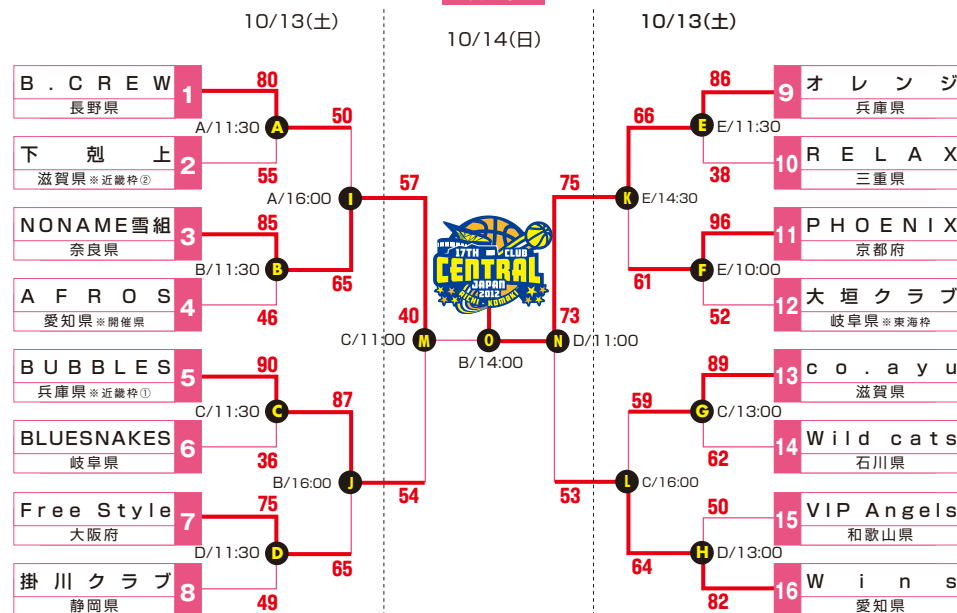 10/13(土)
10/14(日)
10/13(土)
B.CREW
長野県
1
80
A/11:30
A
50
下剋上
滋賀県※近畿枠②
2
55
A/16:00
I
57
NONAME雪組
奈良県
3
85
B/11:30
B
65
AFROS
愛知県※開催県
4
46
40
C/11:00
M
BUBBLES
兵庫県※近畿枠①
5
90
C/11:30
C
87
BLUESNAKES
岐阜県
6
36
B/16:00
J
54
Free Style
大阪府
7
75
D/11:30
D
65
掛川クラブ
静岡県
8
49
17TH CLUB
CENTRAL
JAPAN
2012
AICHI・KOMAKI
O
B/14:00
75
73
N
D/11:00
53
86
66
E
E/11:30
9
オレンジ
兵庫県
38
10
RELAX
三重県
K
E/14:30
96
61
F
E/10:00
11
PHOENIX
京都府
52
12
大垣クラブ
岐阜県※東海枠
89
59
G
C/13:00
13
co.ayu
滋賀県
62
14
Wild cats
石川県
L
C/16:00
50
64
H
D/13:00
15
VIP Angels
和歌山県
82
16
Wins
愛知県